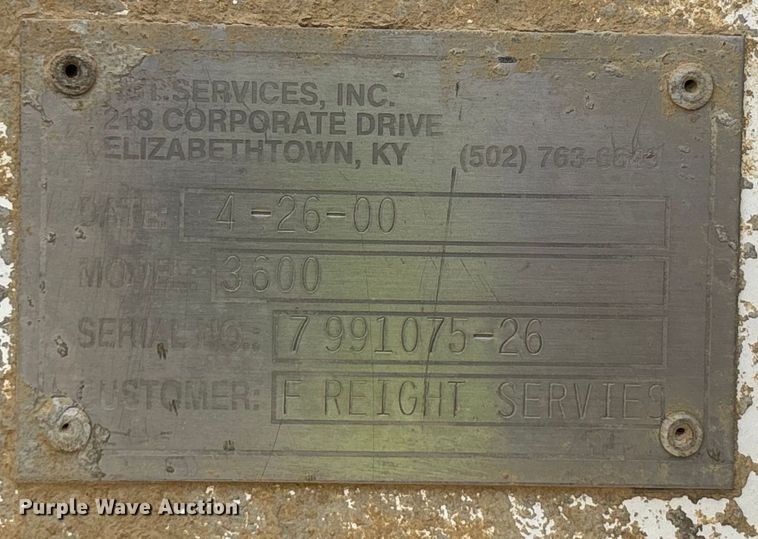 SERVICES, INC.
218 CORPORATE DRIVE
ELIZABETHTOWN, KY (502)
DATE: 4-26-00
MODEL: 3600
SERIAL NO.: 7 991075-26
CUSTOMER: F REIGHT SERVIES
Purple Wave Auction